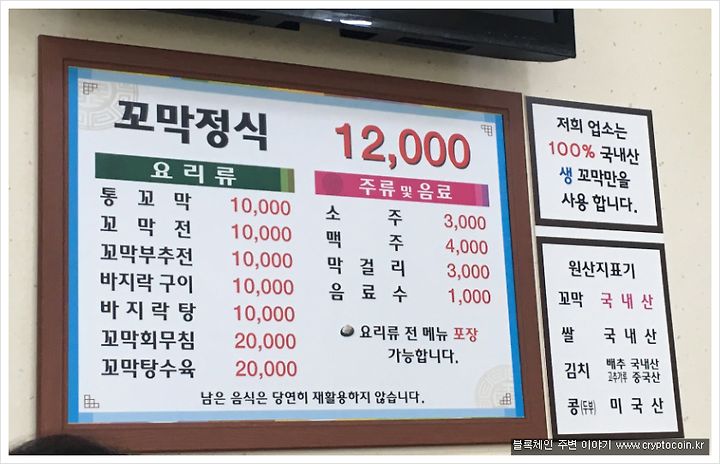 꼬막정식 12,000
요리류
통꼬막 10,000
꼬막전 10,000
꼬막부추전 10,000
바지락구이 10,000
바지락탕 10,000
꼬막회무침 20,000
꼬막탕수육 20,000
주류 및 음료
소주 3,000
맥주 4,000
막걸리 3,000
음료수 1,000
요리류 전 메뉴 포장
가능합니다.
남은 음식은 당연히 재활용하지 않습니다.
저희 업소는
100% 국내산
생 꼬막만을
사용 합니다.
원산지표기
꼬막 국내산
쌀 국내산
김치 배추 국내산
고추가루 중국산
콩(두부) 미국산
블록체인 주변 이야기 www.cryptocoin.kr